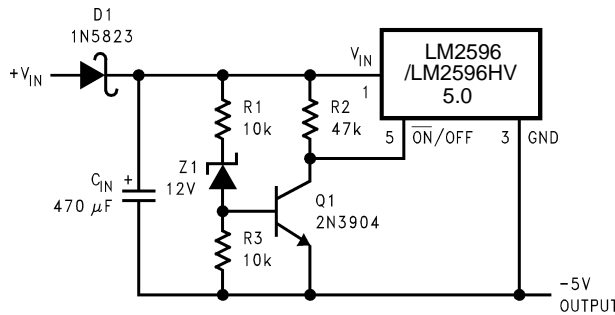 D1
1N5823
+VIN
VIN
1
LM2596
/LM2596HV
5.0
5
ON/OFF
3
GND
R1
10k
R2
47k
Z1
12V
CIN
+
470 μF
Q1
2N3904
R3
10k
-5V
OUTPUT